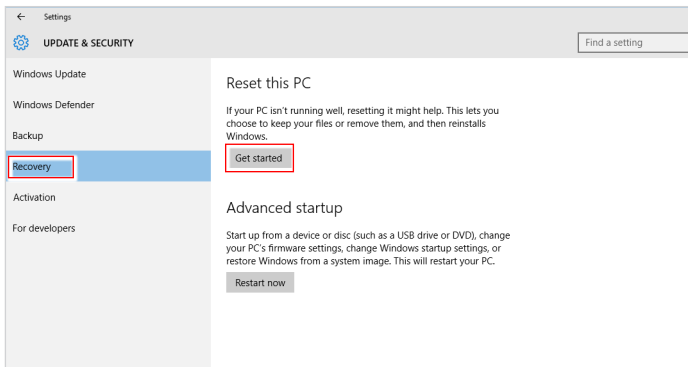 Settings
UPDATE & SECURITY
Find a setting
Windows Update
Windows Defender
Backup
Recovery
Activation
For developers
Reset this PC
If your PC isn't running well, resetting it might help. This lets you
choose to keep your files or remove them, and then reinstalls
Windows.
Get started
Advanced startup
Start up from a device or disc (such as a USB drive or DVD), change
your PC's firmware settings, change Windows startup settings, or
restore Windows from a system image. This will restart your PC.
Restart now